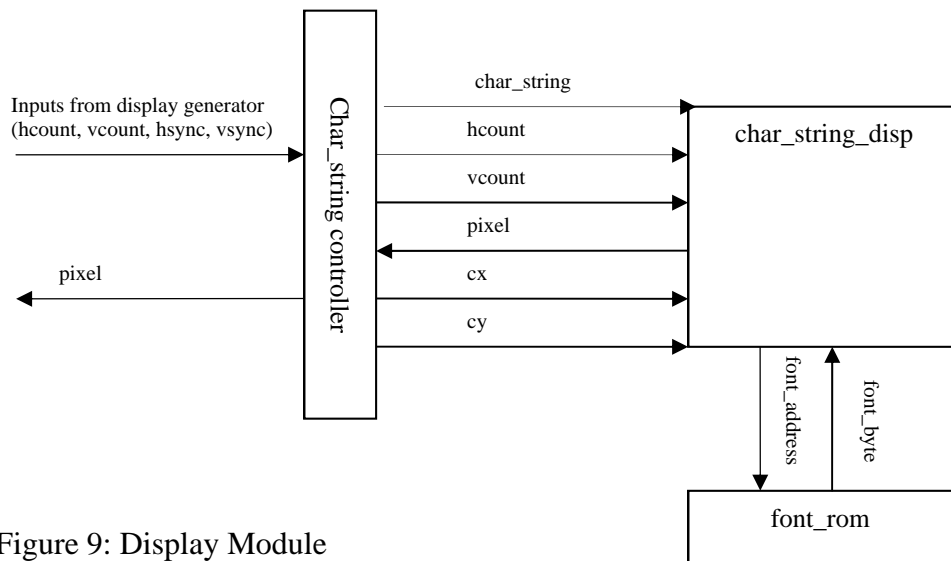 Inputs from display generator
(hcount, vcount, hsync, vsync)
pixel
Char_string controller
char_string
hcount
vcount
pixel
cx
cy
char_string_disp
font_address
font_byte
font_rom
Figure 9: Display Module